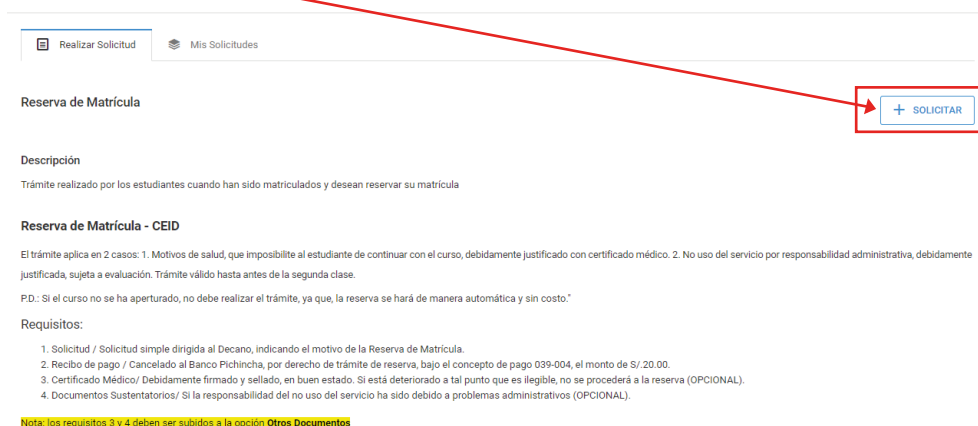 Realizar Solicitud
Mis Solicitudes
Reserva de Matrícula
+ SOLICITAR
Descripción
Trámite realizado por los estudiantes cuando han sido matriculados y desean reservar su matrícula
Reserva de Matrícula - CEID
El trámite aplica en 2 casos: 1. Motivos de salud, que imposibilite al estudiante de continuar con el curso, debidamente justificado con certificado médico. 2. No uso del servicio por responsabilidad administrativa, debidamente
justificada, sujeta a evaluación. Trámite válido hasta antes de la segunda clase.
P.D.: Si el curso no se ha aperturado, no debe realizar el trámite, ya que, la reserva se hará de manera automática y sin costo."
Requisitos:
1. Solicitud / Solicitud simple dirigida al Decano, indicando el motivo de la Reserva de Matrícula.
2. Recibo de pago / Cancelado al Banco Pichincha, por derecho de trámite de reserva, bajo el concepto de pago 039-004, el monto de S/.20.00.
3. Certificado Médico/ Debidamente firmado y sellado, en buen estado. Si está deteriorado a tal punto que es ilegible, no se procederá a la reserva (OPCIONAL).
4. Documentos Sustentatorios/ Si la responsabilidad del no uso del servicio ha sido debido a problemas administrativos (OPCIONAL).
Nota: los requisitos 3 y 4 deben ser subidos a la opción Otros Documentos